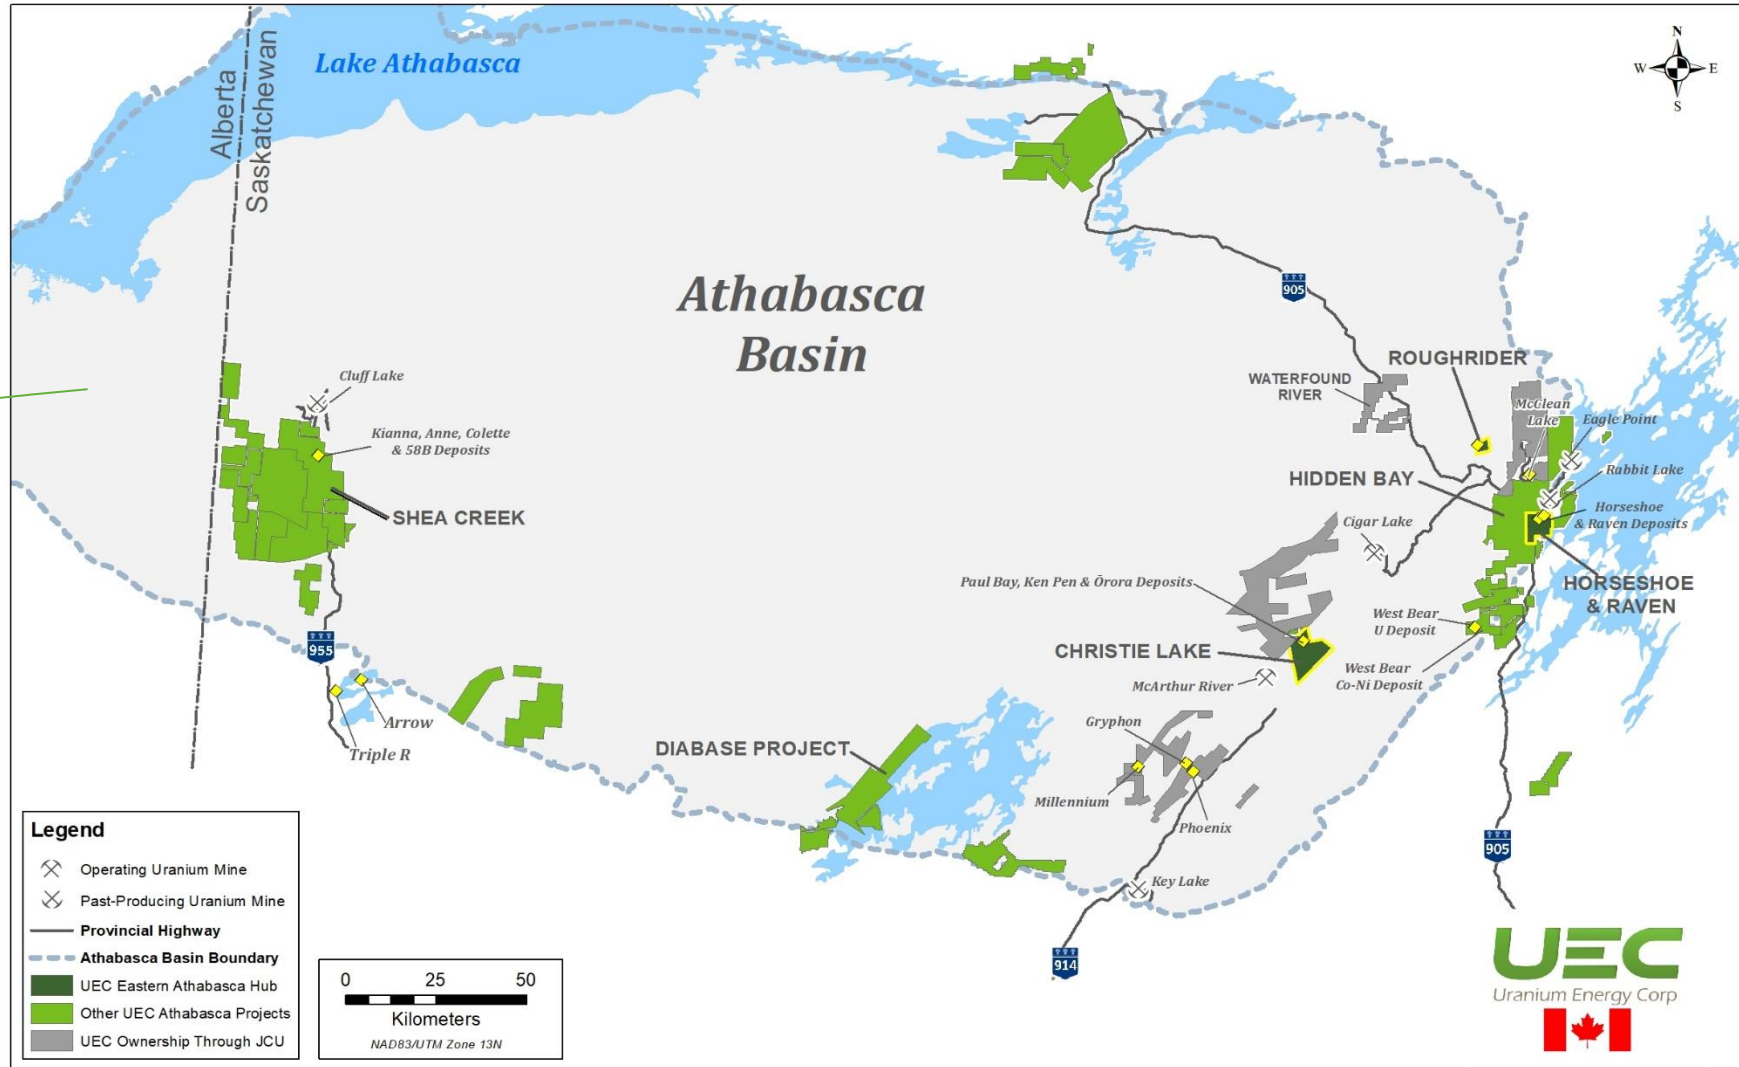 Lake Athabasca
N
W E
S
Alberta
Saskatchewan
Athabasca
Basin
905
ROUGHRIDER
WATERFOUND
RIVER
McClean
Lake
Eagle Point
Cluff Lake
Kianna, Anne, Colette
& 58B Deposits
Rabbit Lake
HIDDEN BAY
SHEA CREEK
Horseshoe
& Raven Deposits
Cigar Lake
Paul Bay, Ken Pen & Ōrora Deposits
HORSESHOE
& RAVEN
West Bear
U Deposit
955
CHRISTIE LAKE
West Bear
Co-Ni Deposit
McArthur River
Arrow
Triple R
Gryphon
DIABASE PROJECT
Millennium
Phoenix
905
Key Lake
914
Legend
Operating Uranium Mine
Past-Producing Uranium Mine
Provincial Highway
Athabasca Basin Boundary
UEC Eastern Athabasca Hub
Other UEC Athabasca Projects
UEC Ownership Through JCU
0 25 50
Kilometers
NAD83/UTM Zone 13N
UEC
Uranium Energy Corp